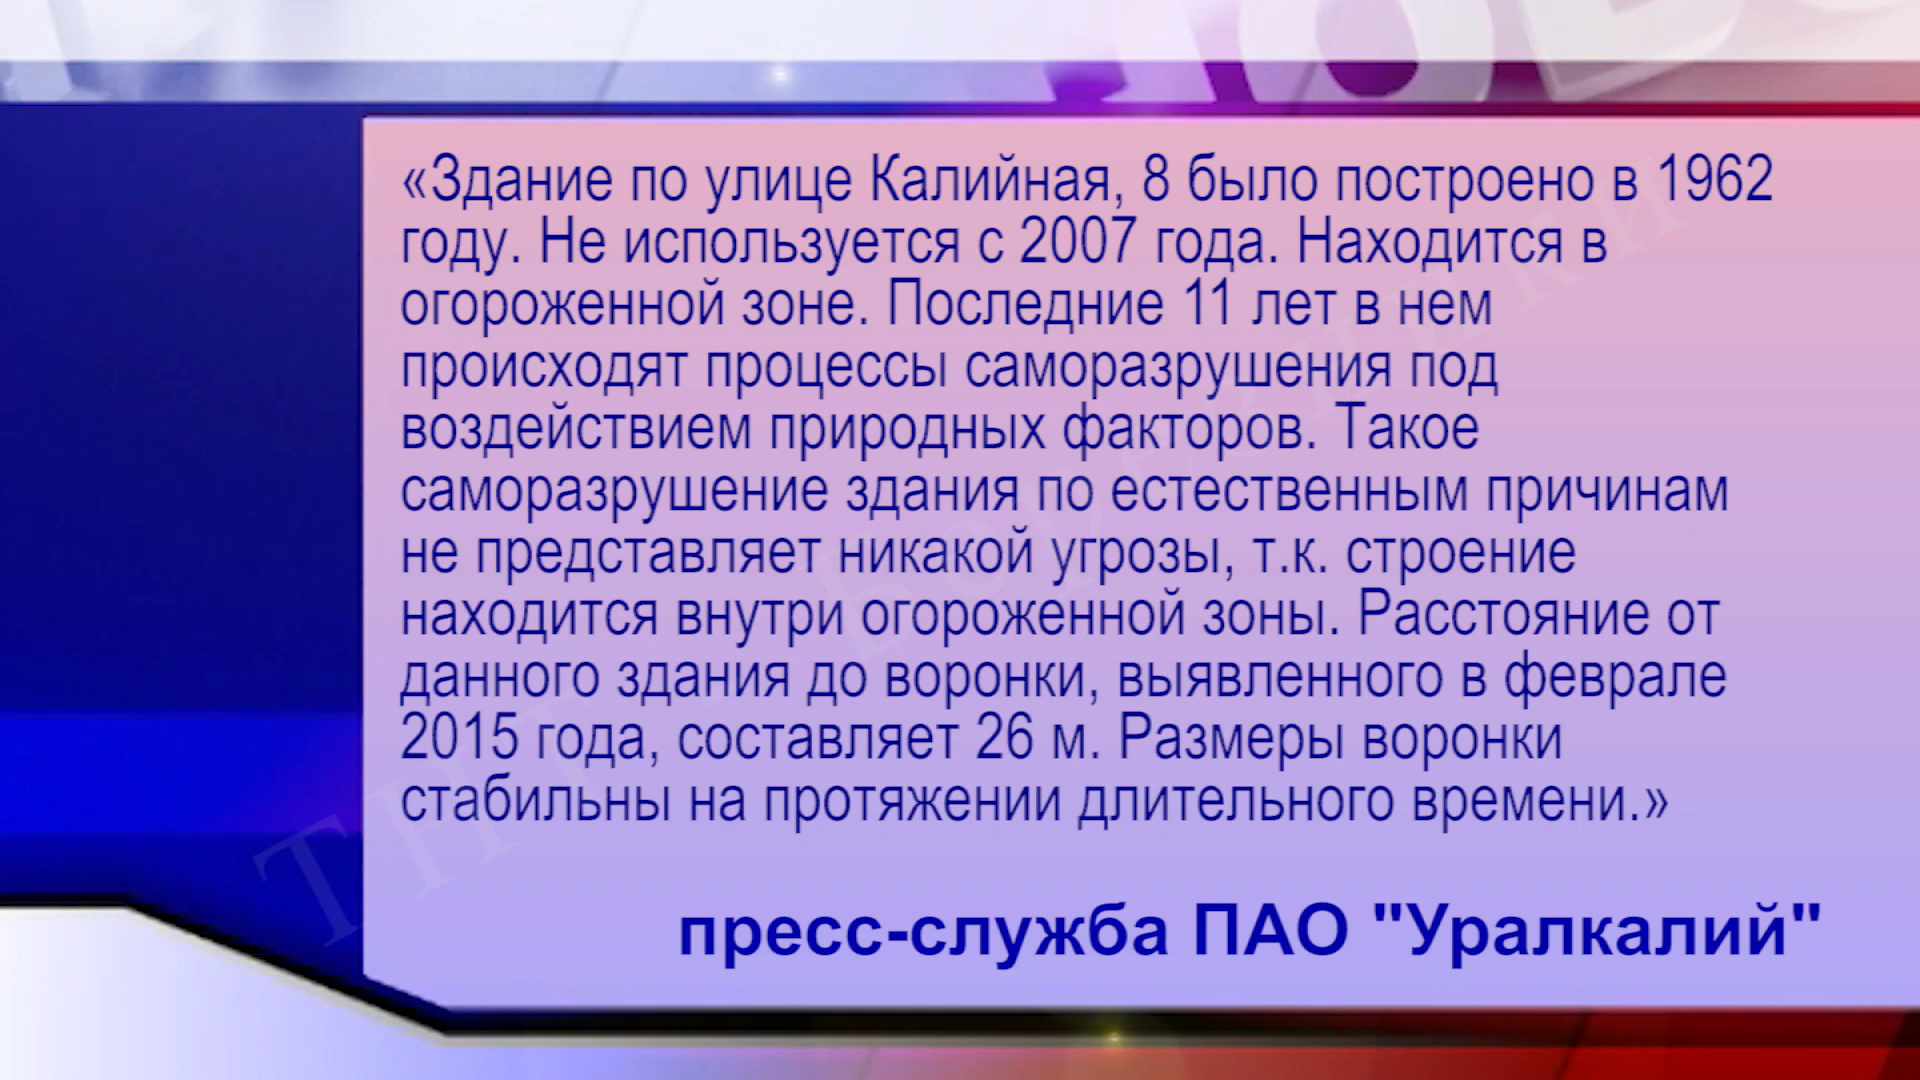 «Здание по улице Калийная, 8 было построено в 1962
году. Не используется с 2007 года. Находится в
огороженной зоне. Последние 11 лет в нем
происходят процессы саморазрушения под
воздействием природных факторов. Такое
саморазрушение здания по естественным причинам
не представляет никакой угрозы, т.к. строение
находится внутри огороженной зоны. Расстояние от
данного здания до воронки, выявленного в феврале
2015 года, составляет 26 м. Размеры воронки
стабильны на протяжении длительного времени.»
пресс-служба ПАО "Уралкалий"